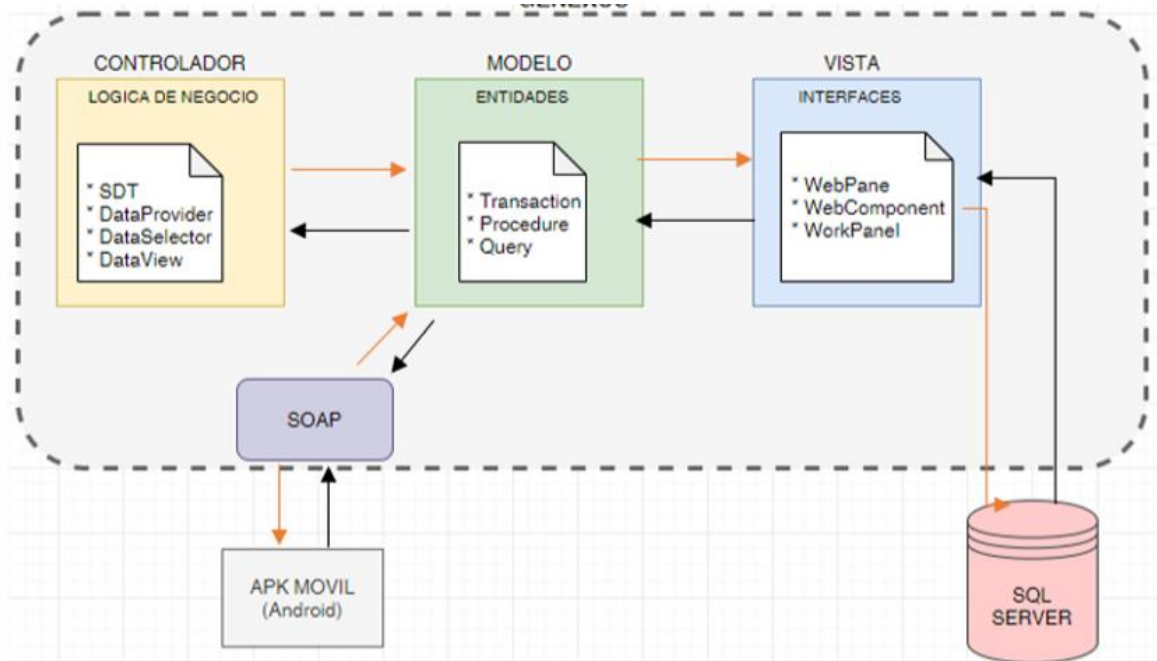 CONTROLADOR
LOGICA DE NEGOCIO
* SDT
* DataProvider
* DataSelector
* DataView
MODELO
ENTIDADES
* Transaction
* Procedure
* Query
VISTA
INTERFACES
* WebPane
* WebComponent
* WorkPanel
SOAP
APK MOVIL
(Android)
SQL
SERVER